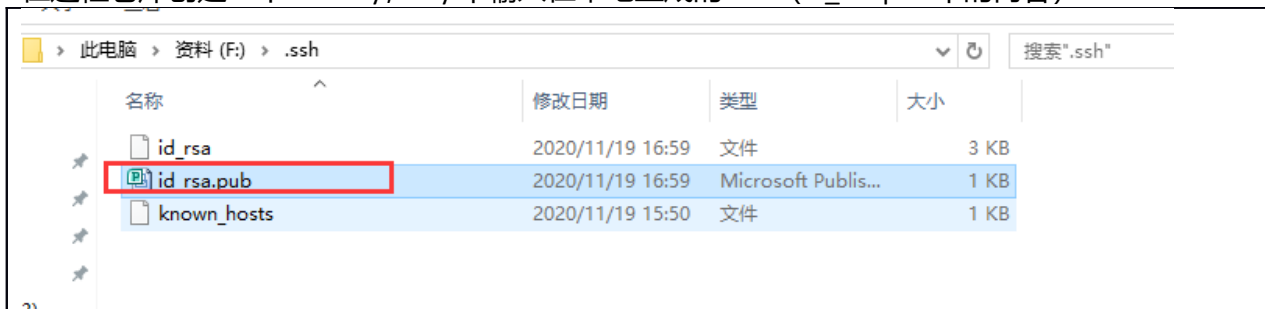 此电脑 > 资料 (F:) > .ssh 搜索".ssh"
名称 修改日期 类型 大小
id_rsa 2020/11/19 16:59 文件 3 KB
id_rsa.pub 2020/11/19 16:59 Microsoft Publis... 1 KB
known_hosts 2020/11/19 15:50 文件 1 KB